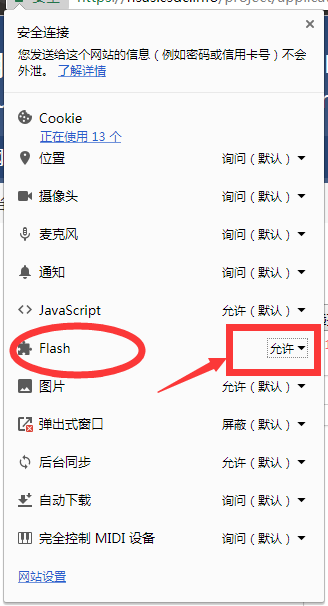 安全连接
您发送给这个网站的信息（例如密码或信用卡号）不会
外泄。 了解详情
Cookie
正在使用 13 个
位置 询问（默认）
摄像头 询问（默认）
麦克风 询问（默认）
通知 询问（默认）
JavaScript 允许（默认）
Flash 允许
图片 允许（默认）
弹出式窗口 屏蔽（默认）
后台同步 允许（默认）
自动下载 询问（默认）
完全控制 MIDI 设备 询问（默认）
网站设置